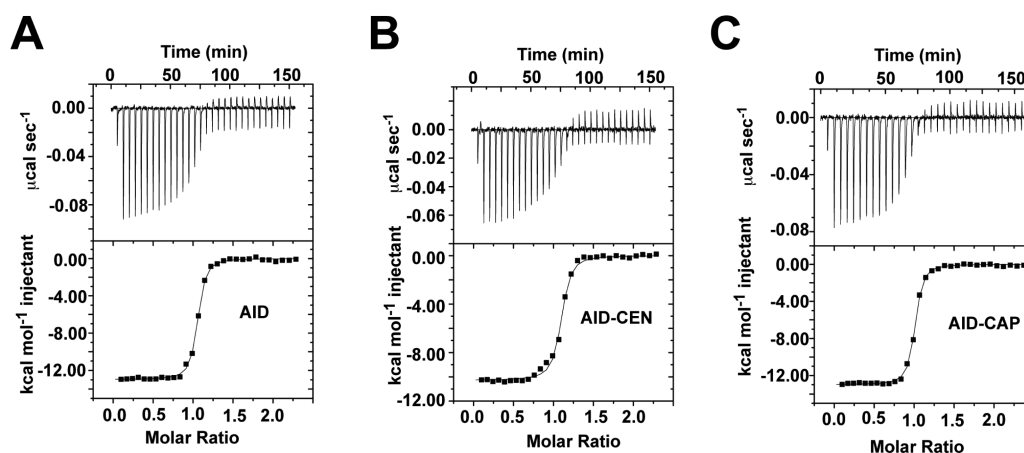 A
Time (min)
0 50 100 150
0.00
-0.04
-0.08
µcal sec-1
0.00
-4.00
-8.00
-12.00
kcal mol-1 injectant
AID
0.0 0.5 1.0 1.5 2.0
Molar Ratio
B
Time (min)
0 50 100 150
0.00
-0.02
-0.04
-0.06
µcal sec-1
0.00
-4.00
-8.00
-12.00
kcal mol-1 injectant
AID-CEN
0.0 0.5 1.0 1.5 2.0
Molar Ratio
C
Time (min)
0 50 100 150
0.00
-0.04
-0.08
µcal sec-1
0.00
-4.00
-8.00
-12.00
kcal mol-1 injectant
AID-CAP
0.0 0.5 1.0 1.5 2.0
Molar Ratio